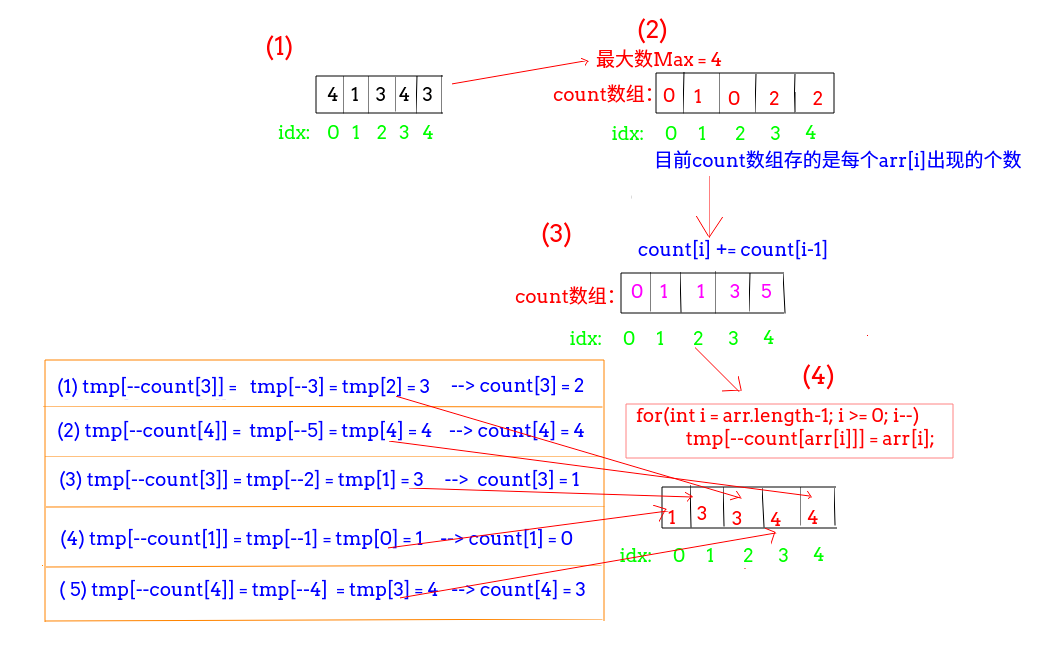 (1)
4 1 3 4 3
idx: 0 1 2 3 4
(2)
最大数Max = 4
count数组： 0 1 0 2 2
idx: 0 1 2 3 4
目前count数组存的是每个arr[i]出现的个数
(3)
count[i] += count[i-1]
count数组： 0 1 1 3 5
idx: 0 1 2 3 4
(4)
for(int i = arr.length-1; i >= 0; i--)
tmp[--count[arr[i]]] = arr[i];
(1) tmp[--count[3]] = tmp[--3] = tmp[2] = 3 --> count[3] = 2
(2) tmp[--count[4]] = tmp[--5] = tmp[4] = 4 --> count[4] = 4
(3) tmp[--count[3]] = tmp[--2] = tmp[1] = 3 --> count[3] = 1
(4) tmp[--count[1]] = tmp[--1] = tmp[0] = 1 --> count[1] = 0
( 5) tmp[--count[4]] = tmp[--4] = tmp[3] = 4 --> count[4] = 3
1 3 3 4 4
idx: 0 1 2 3 4